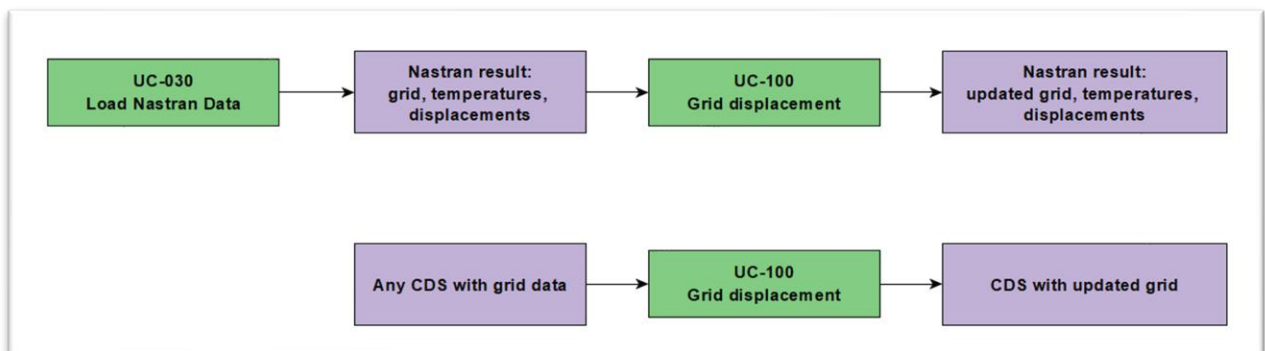 UC-030
Load Nastran Data
Nastran result:
grid, temperatures,
displacements
UC-100
Grid displacement
Nastran result:
updated grid, temperatures,
displacements
Any CDS with grid data
UC-100
Grid displacement
CDS with updated grid